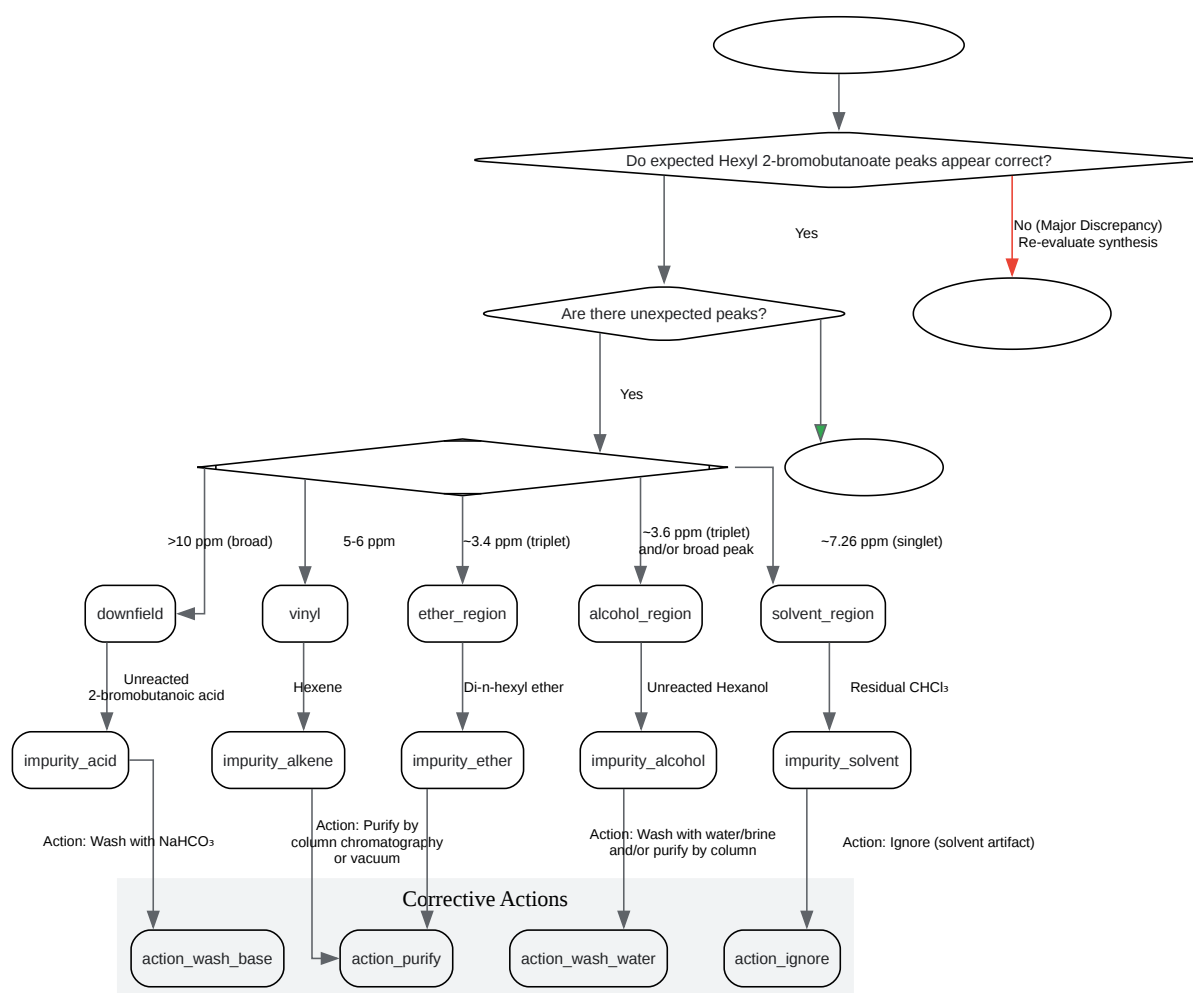 Do expected Hexyl 2-bromobutanoate peaks appear correct?
Yes
No (Major Discrepancy)
Re-evaluate synthesis
Are there unexpected peaks?
Yes
>10 ppm (broad)
5-6 ppm
~3.4 ppm (triplet)
~3.6 ppm (triplet)
and/or broad peak
~7.26 ppm (singlet)
downfield
vinyl
ether_region
alcohol_region
solvent_region
Unreacted
2-bromobutanoic acid
Hexene
Di-n-hexyl ether
Unreacted Hexanol
Residual CHCl₃
impurity_acid
impurity_alkene
impurity_ether
impurity_alcohol
impurity_solvent
Action: Wash with NaHCO₃
Action: Purify by
column chromatography
or vacuum
Action: Wash with water/brine
and/or purify by column
Action: Ignore (solvent artifact)
Corrective Actions
action_wash_base
action_purify
action_wash_water
action_ignore